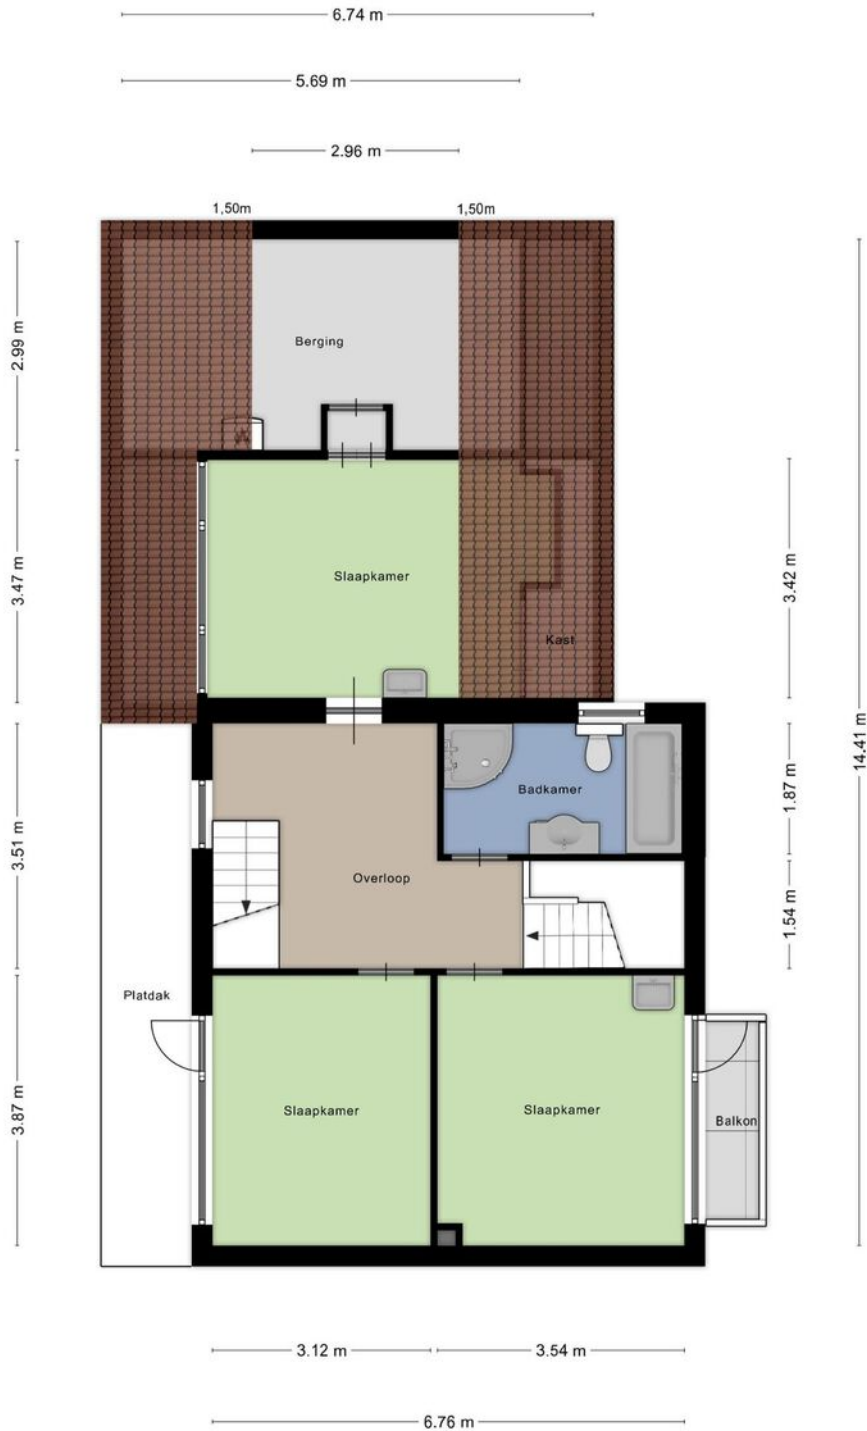 6.74 m
5.69 m
2.96 m
1,50m 1,50m
2.99 m
Berging
3.47 m
Slaapkamer
3.42 m
Kast
14.41 m
Badkamer
1.87 m
3.51 m
Overloop
1.54 m
Platdak
3.87 m
Slaapkamer Slaapkamer
Balkon
3.12 m 3.54 m
6.76 m